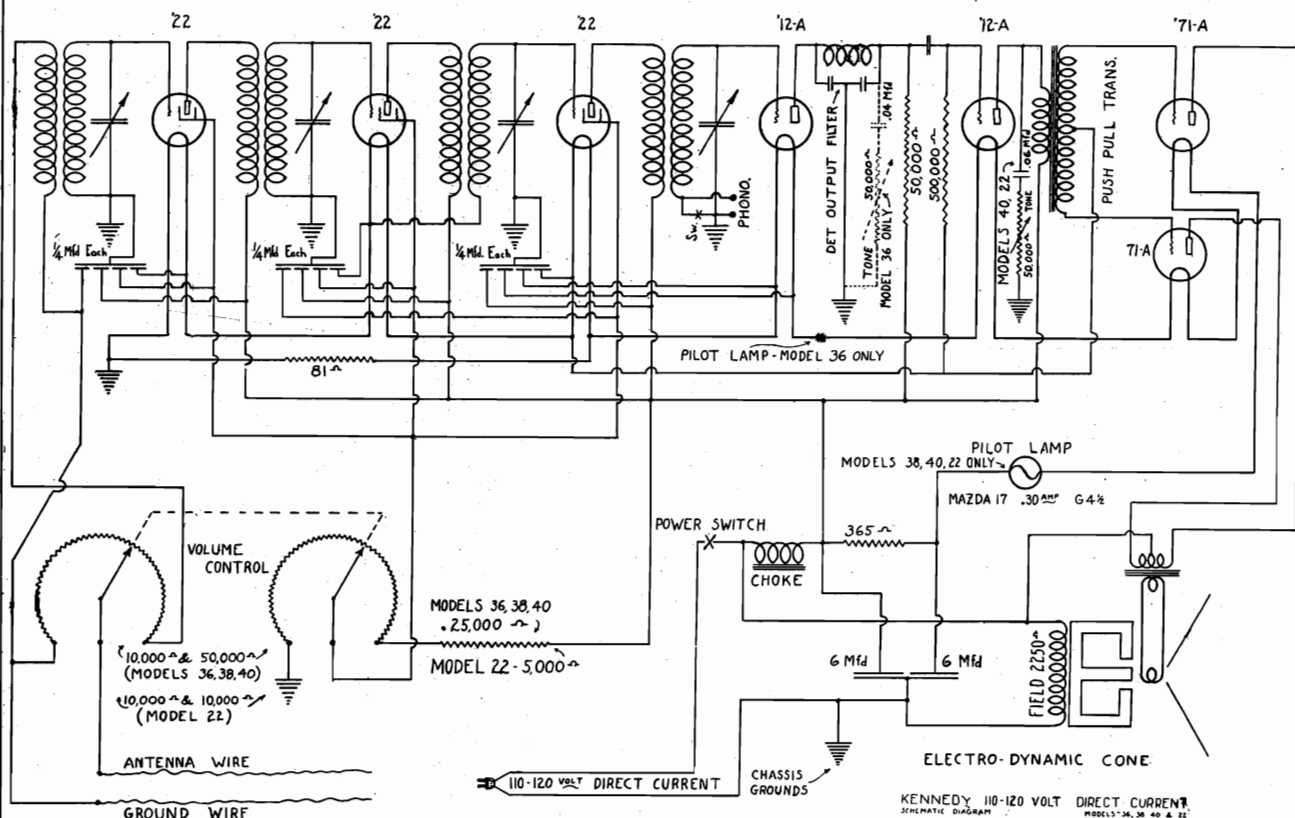 '22
'22
'22
'12-A
'12-A
'71-A
¼ Mfd Each
¼ Mfd Each
¼ Mfd. Each
Sw.
PHONO.
DET OUTPUT FILTER
TONE
50,000 Ω
.04 Mfd
MODEL 36 ONLY
50,000 Ω
500,000 Ω
MODELS 40, 22
.06 Mfd
50,000 Ω TONE
PUSH PULL TRANS.
71-A
PILOT LAMP-MODEL 36 ONLY
81 Ω
PILOT LAMP
MODELS 38,40,22 ONLY
MAZDA 17 .30 AMP G 4½
POWER SWITCH
365 Ω
CHOKE
VOLUME
CONTROL
MODELS 36,38,40
.25,000 Ω
MODEL 22 - 5,000 Ω
10,000 Ω & 50,000 Ω
(MODELS 36,38,40)
10,000 Ω & 10,000 Ω
(MODEL 22)
6 Mfd
6 Mfd
FIELD 2250 Ω
ANTENNA WIRE
GROUND WIRE
110-120 VOLT DIRECT CURRENT
CHASSIS
GROUNDS
ELECTRO-DYNAMIC CONE
KENNEDY 110-120 VOLT DIRECT CURRENT
SCHEMATIC DIAGRAM MODELS-36, 38 40 & 22